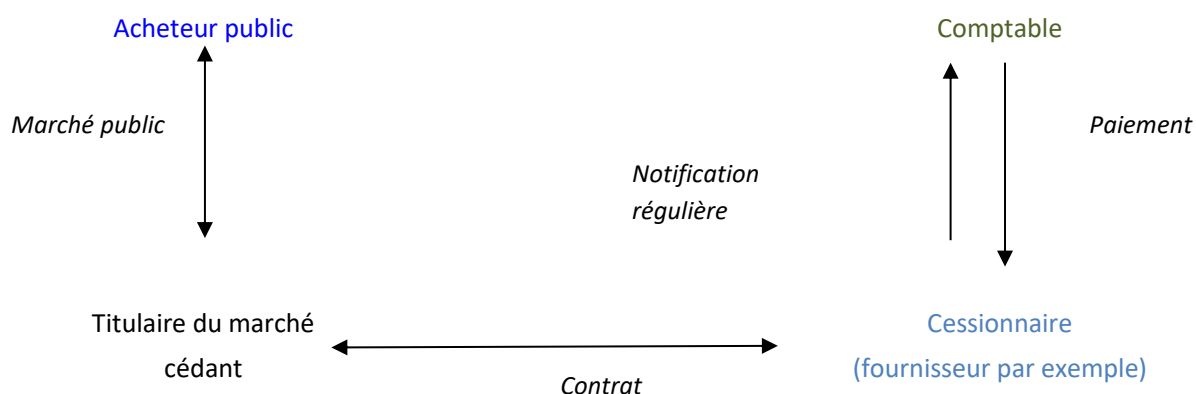 Acheteur public
Comptable
Marché public
Paiement
Notification
régulière
Titulaire du marché
cédant
Cessionnaire
(fournisseur par exemple)
Contrat